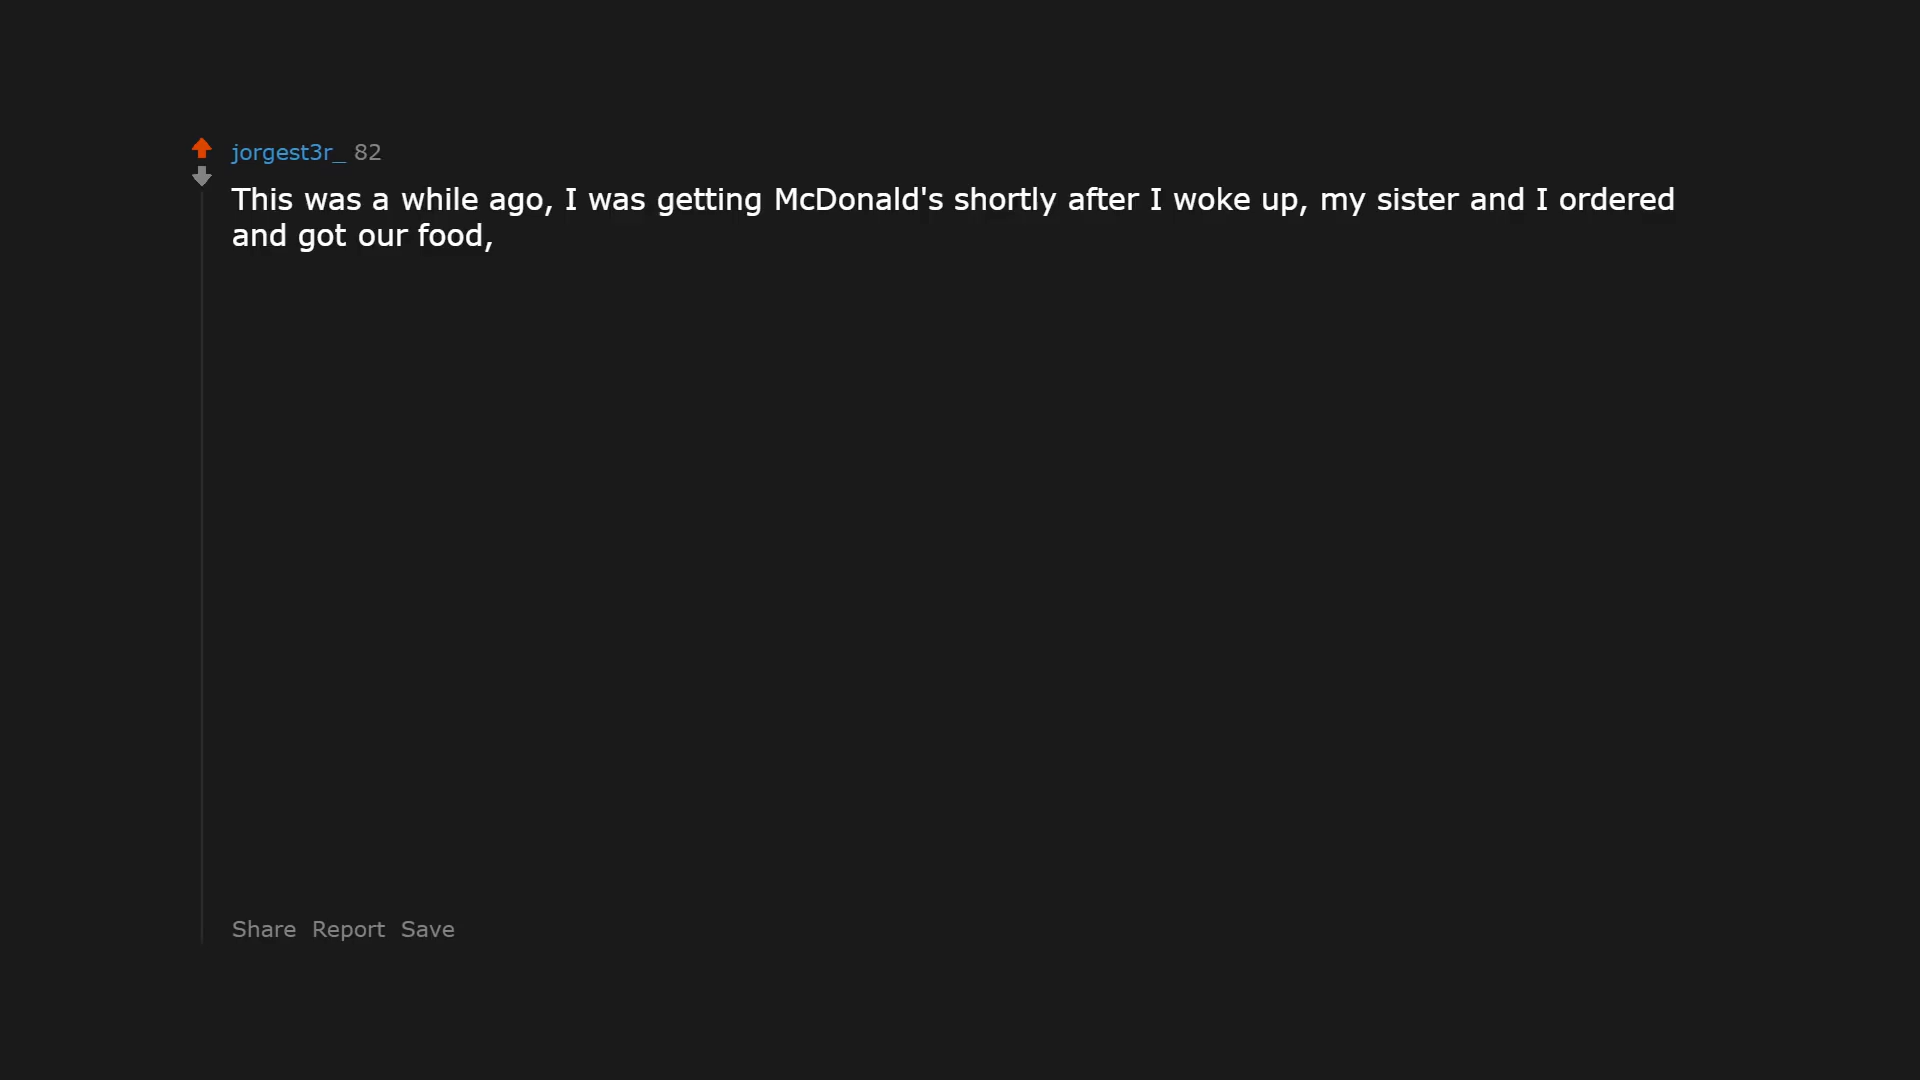 jorgest3r_ 82
This was a while ago, I was getting McDonald's shortly after I woke up, my sister and I ordered
and got our food,
Share Report Save